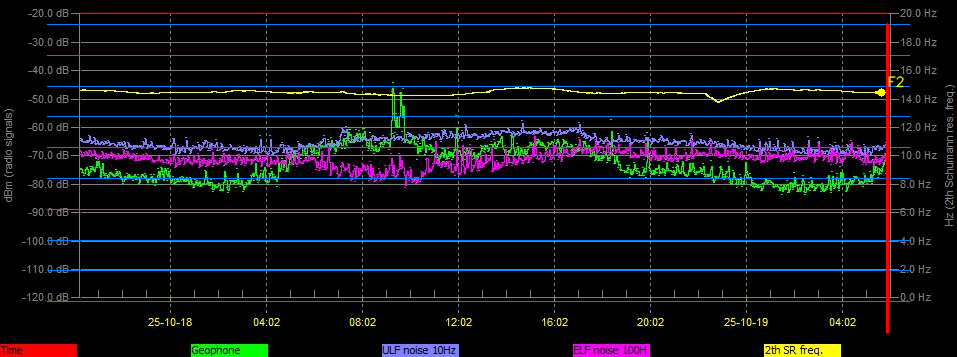 -20.0 dB 20.0 Hz
-30.0 dB 18.0 Hz
-40.0 dB 16.0 Hz
F2
-50.0 dB 14.0 Hz
-60.0 dB 12.0 Hz
-70.0 dB 10.0 Hz
-80.0 dB 8.0 Hz
-90.0 dB 6.0 Hz
-100.0 dB 4.0 Hz
-110.0 dB 2.0 Hz
-120.0 dB 0.0 Hz
dBm (radio signals)
Hz (2th Schumann res. freq.)
25-10-18 04:02 08:02 12:02 16:02 20:02 25-10-19 04:02
Time Geophone ULF noise 10Hz ELF noise 100H 2th SR freq.